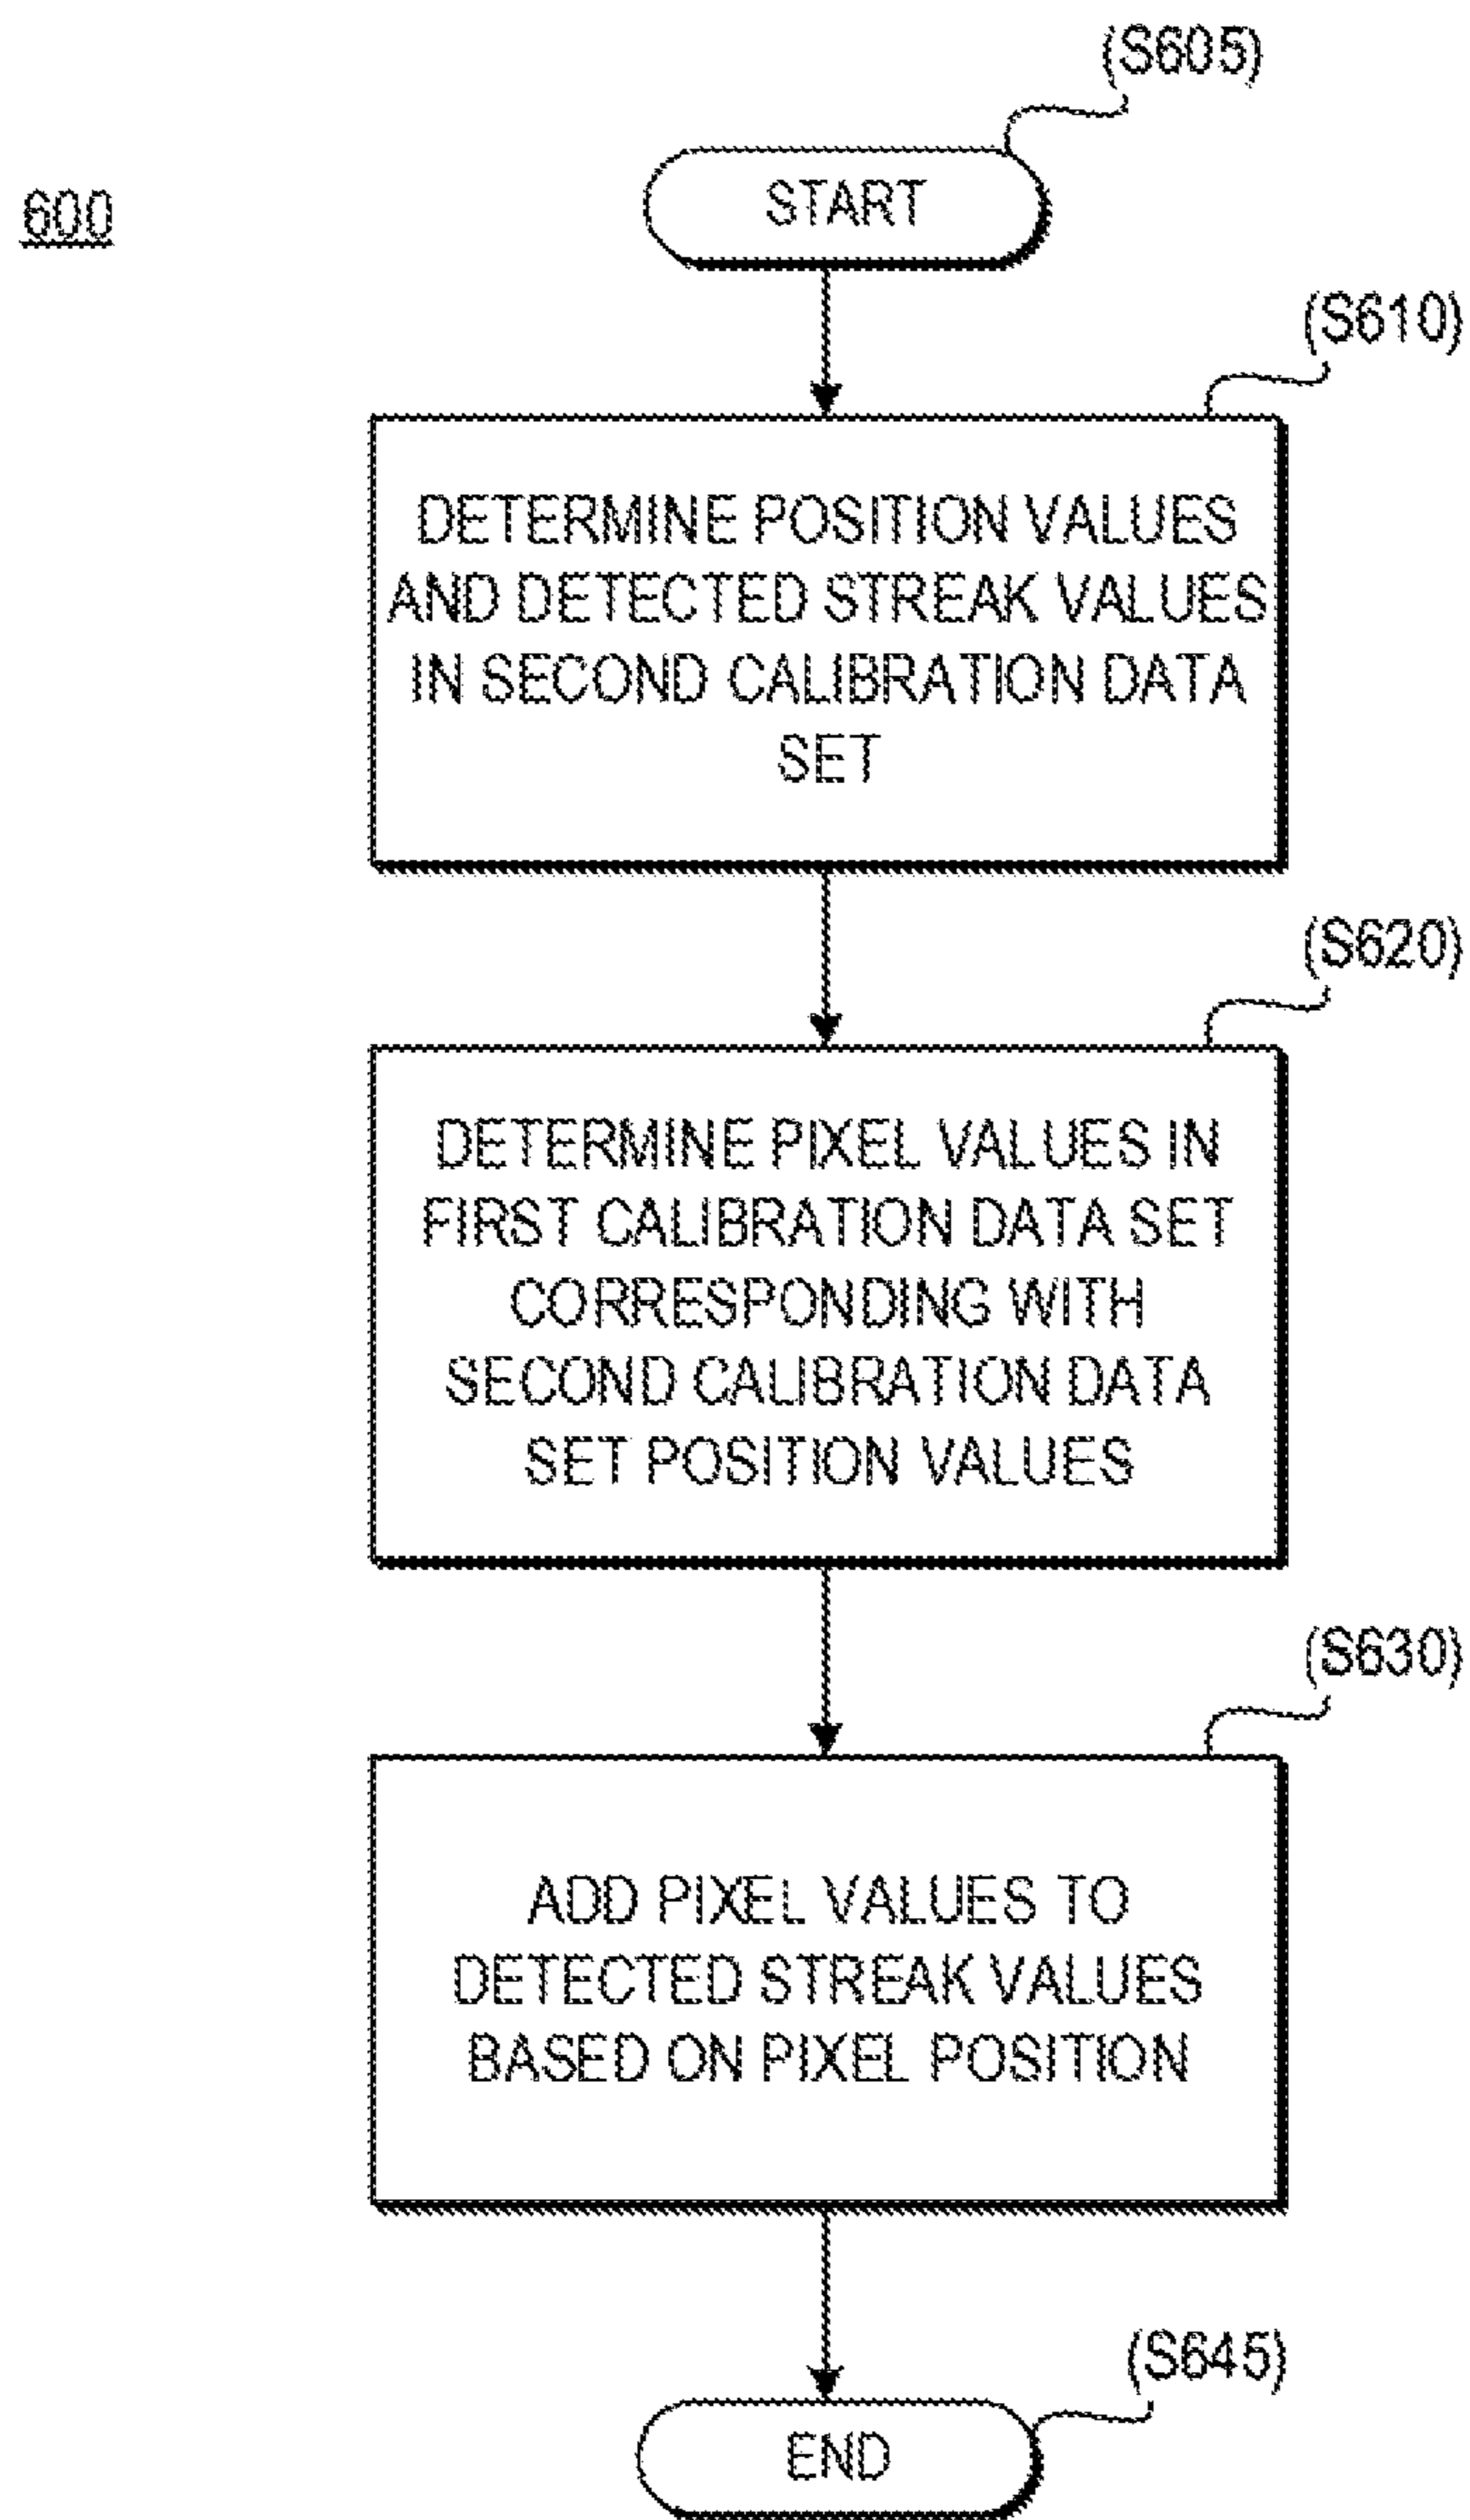 (S605)
600
START
(S610)
DETERMINE POSITION VALUES
AND DETECTED STREAK VALUES
IN SECOND CALIBRATION DATA
SET
(S620)
DETERMINE PIXEL VALUES IN
FIRST CALIBRATION DATA SET
CORRESPONDING WITH
SECOND CALIBRATION DATA
SET POSITION VALUES
(S630)
ADD PIXEL VALUES TO
DETECTED STREAK VALUES
BASED ON PIXEL POSITION
(S645)
END